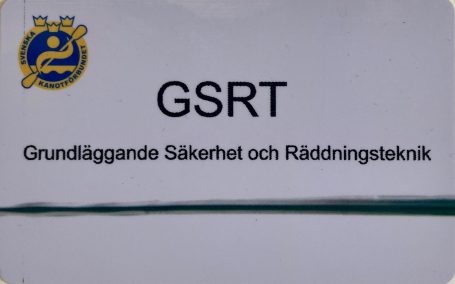 SVENSKA
KANOTFÖRBUNDET
GSRT
Grundläggande Säkerhet och Räddningsteknik